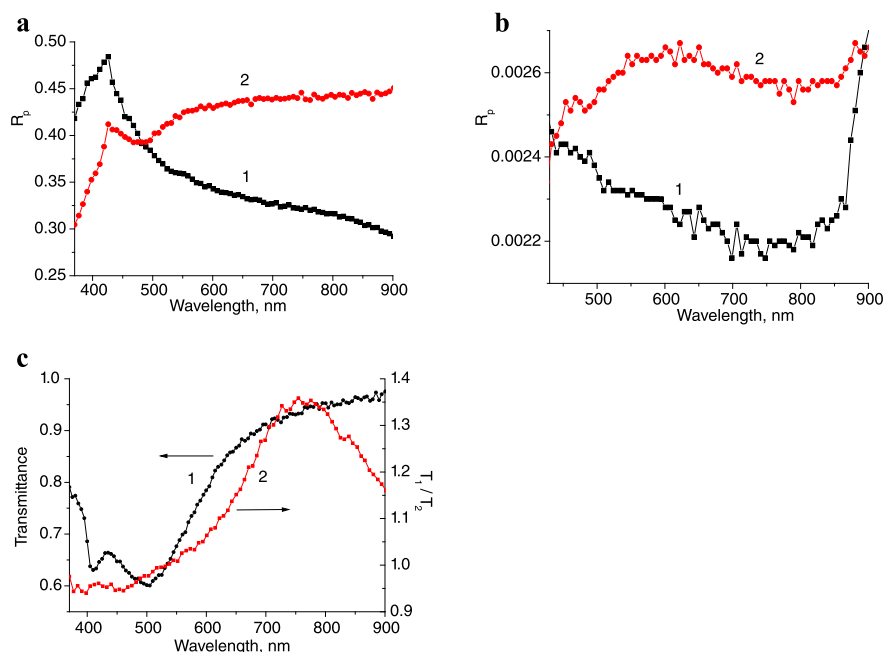 a
0.50
0.45
0.40
0.35
0.30
0.25
Rp
2
1
400 500 600 700 800 900
Wavelength, nm
b
0.0026
0.0024
0.0022
Rp
2
1
500 600 700 800 900
Wavelength, nm
c
1.0
0.9
0.8
0.7
0.6
Transmittance
1
2
1.4
1.3
1.2
1.1
1.0
0.9
T1 / T2
400 500 600 700 800 900
Wavelength, nm